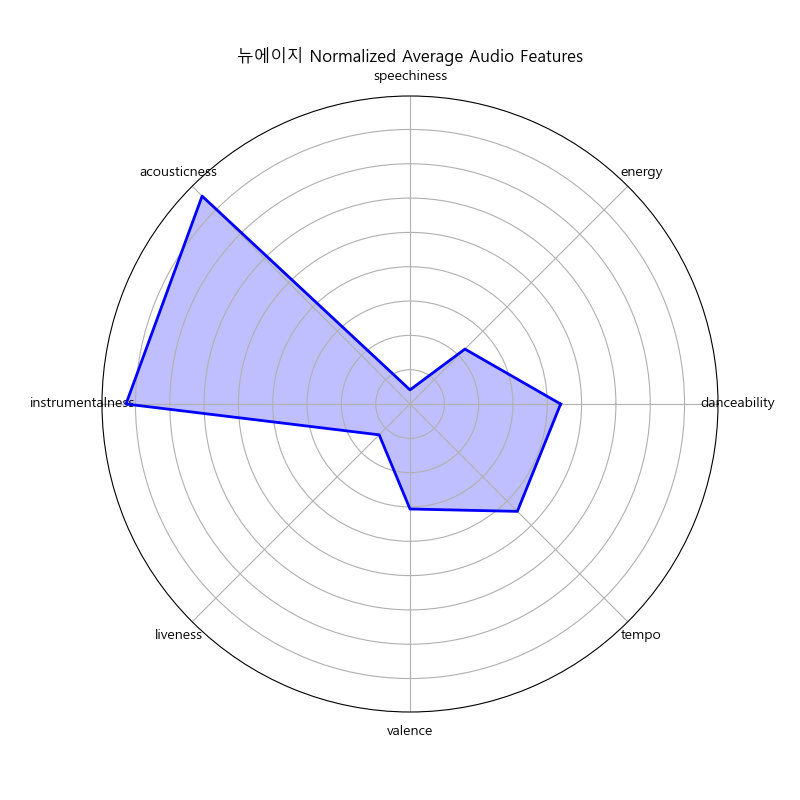 뉴에이지 Normalized Average Audio Features
speechiness
acousticness
energy
instrumentalness
danceability
liveness
tempo
valence